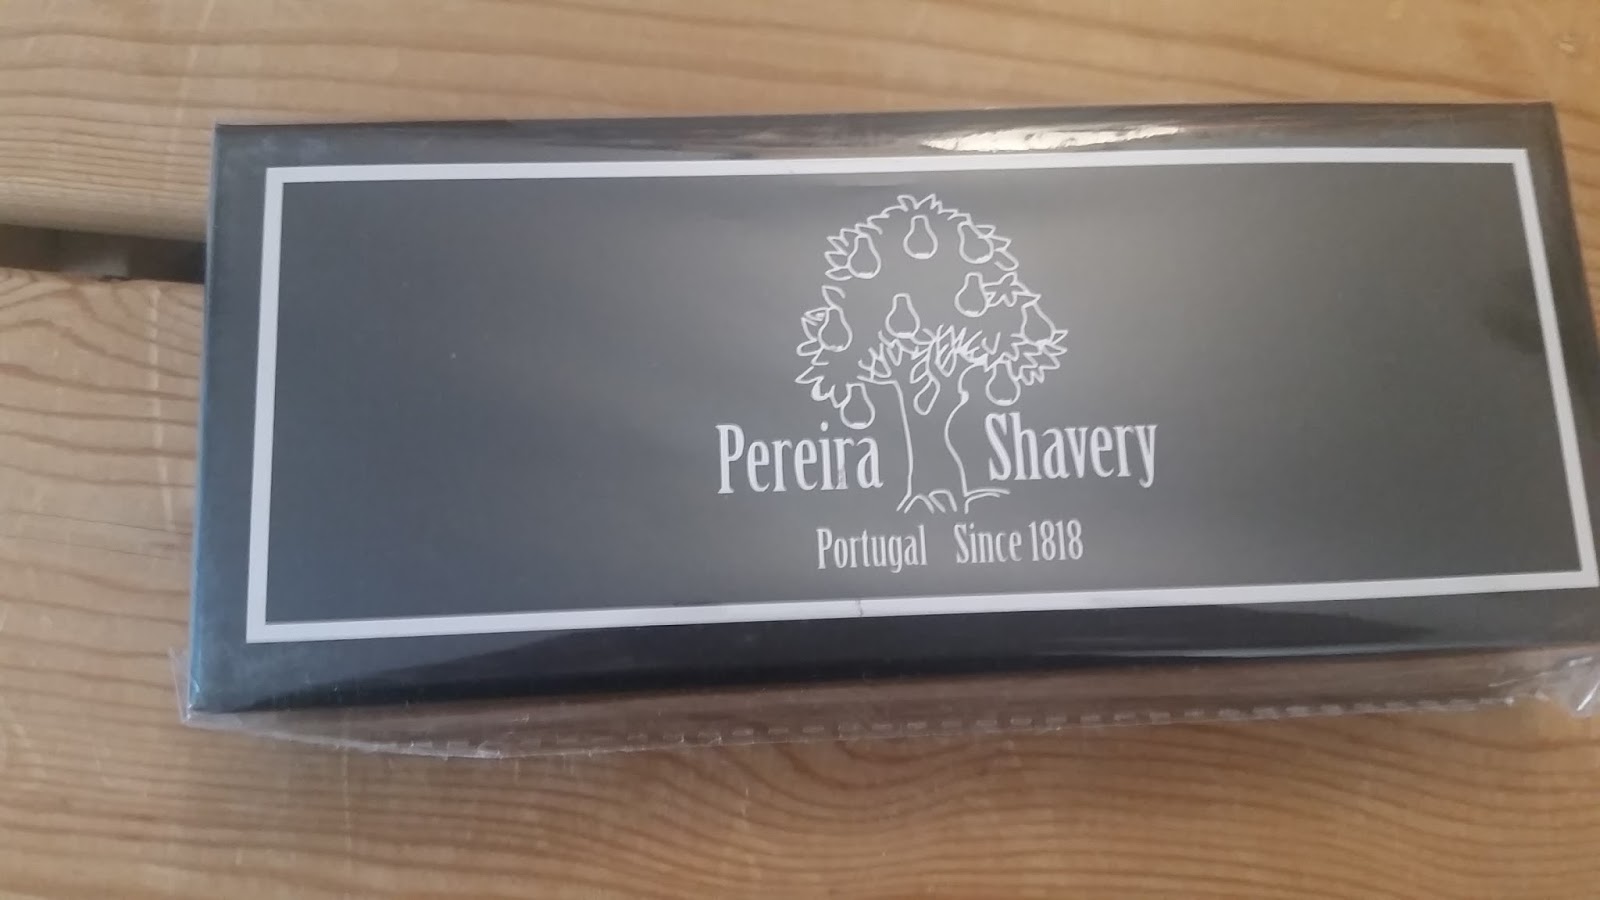 Pereira Shavery
Portugal Since 1818